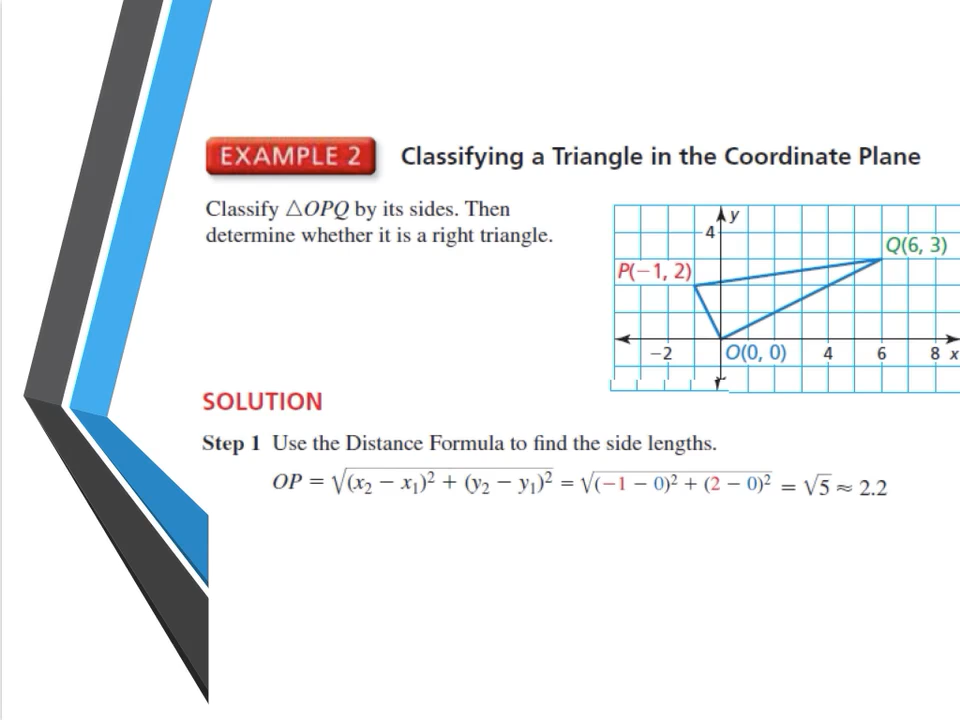 EXAMPLE 2 Classifying a Triangle in the Coordinate Plane
Classify △OPQ by its sides. Then
determine whether it is a right triangle.
y
4
Q(6, 3)
P(−1, 2)
−2 O(0, 0) 4 6 8 x
SOLUTION
Step 1 Use the Distance Formula to find the side lengths.
OP = √(x₂ − x₁)² + (y₂ − y₁)² = √(−1 − 0)² + (2 − 0)² = √5 ≈ 2.2